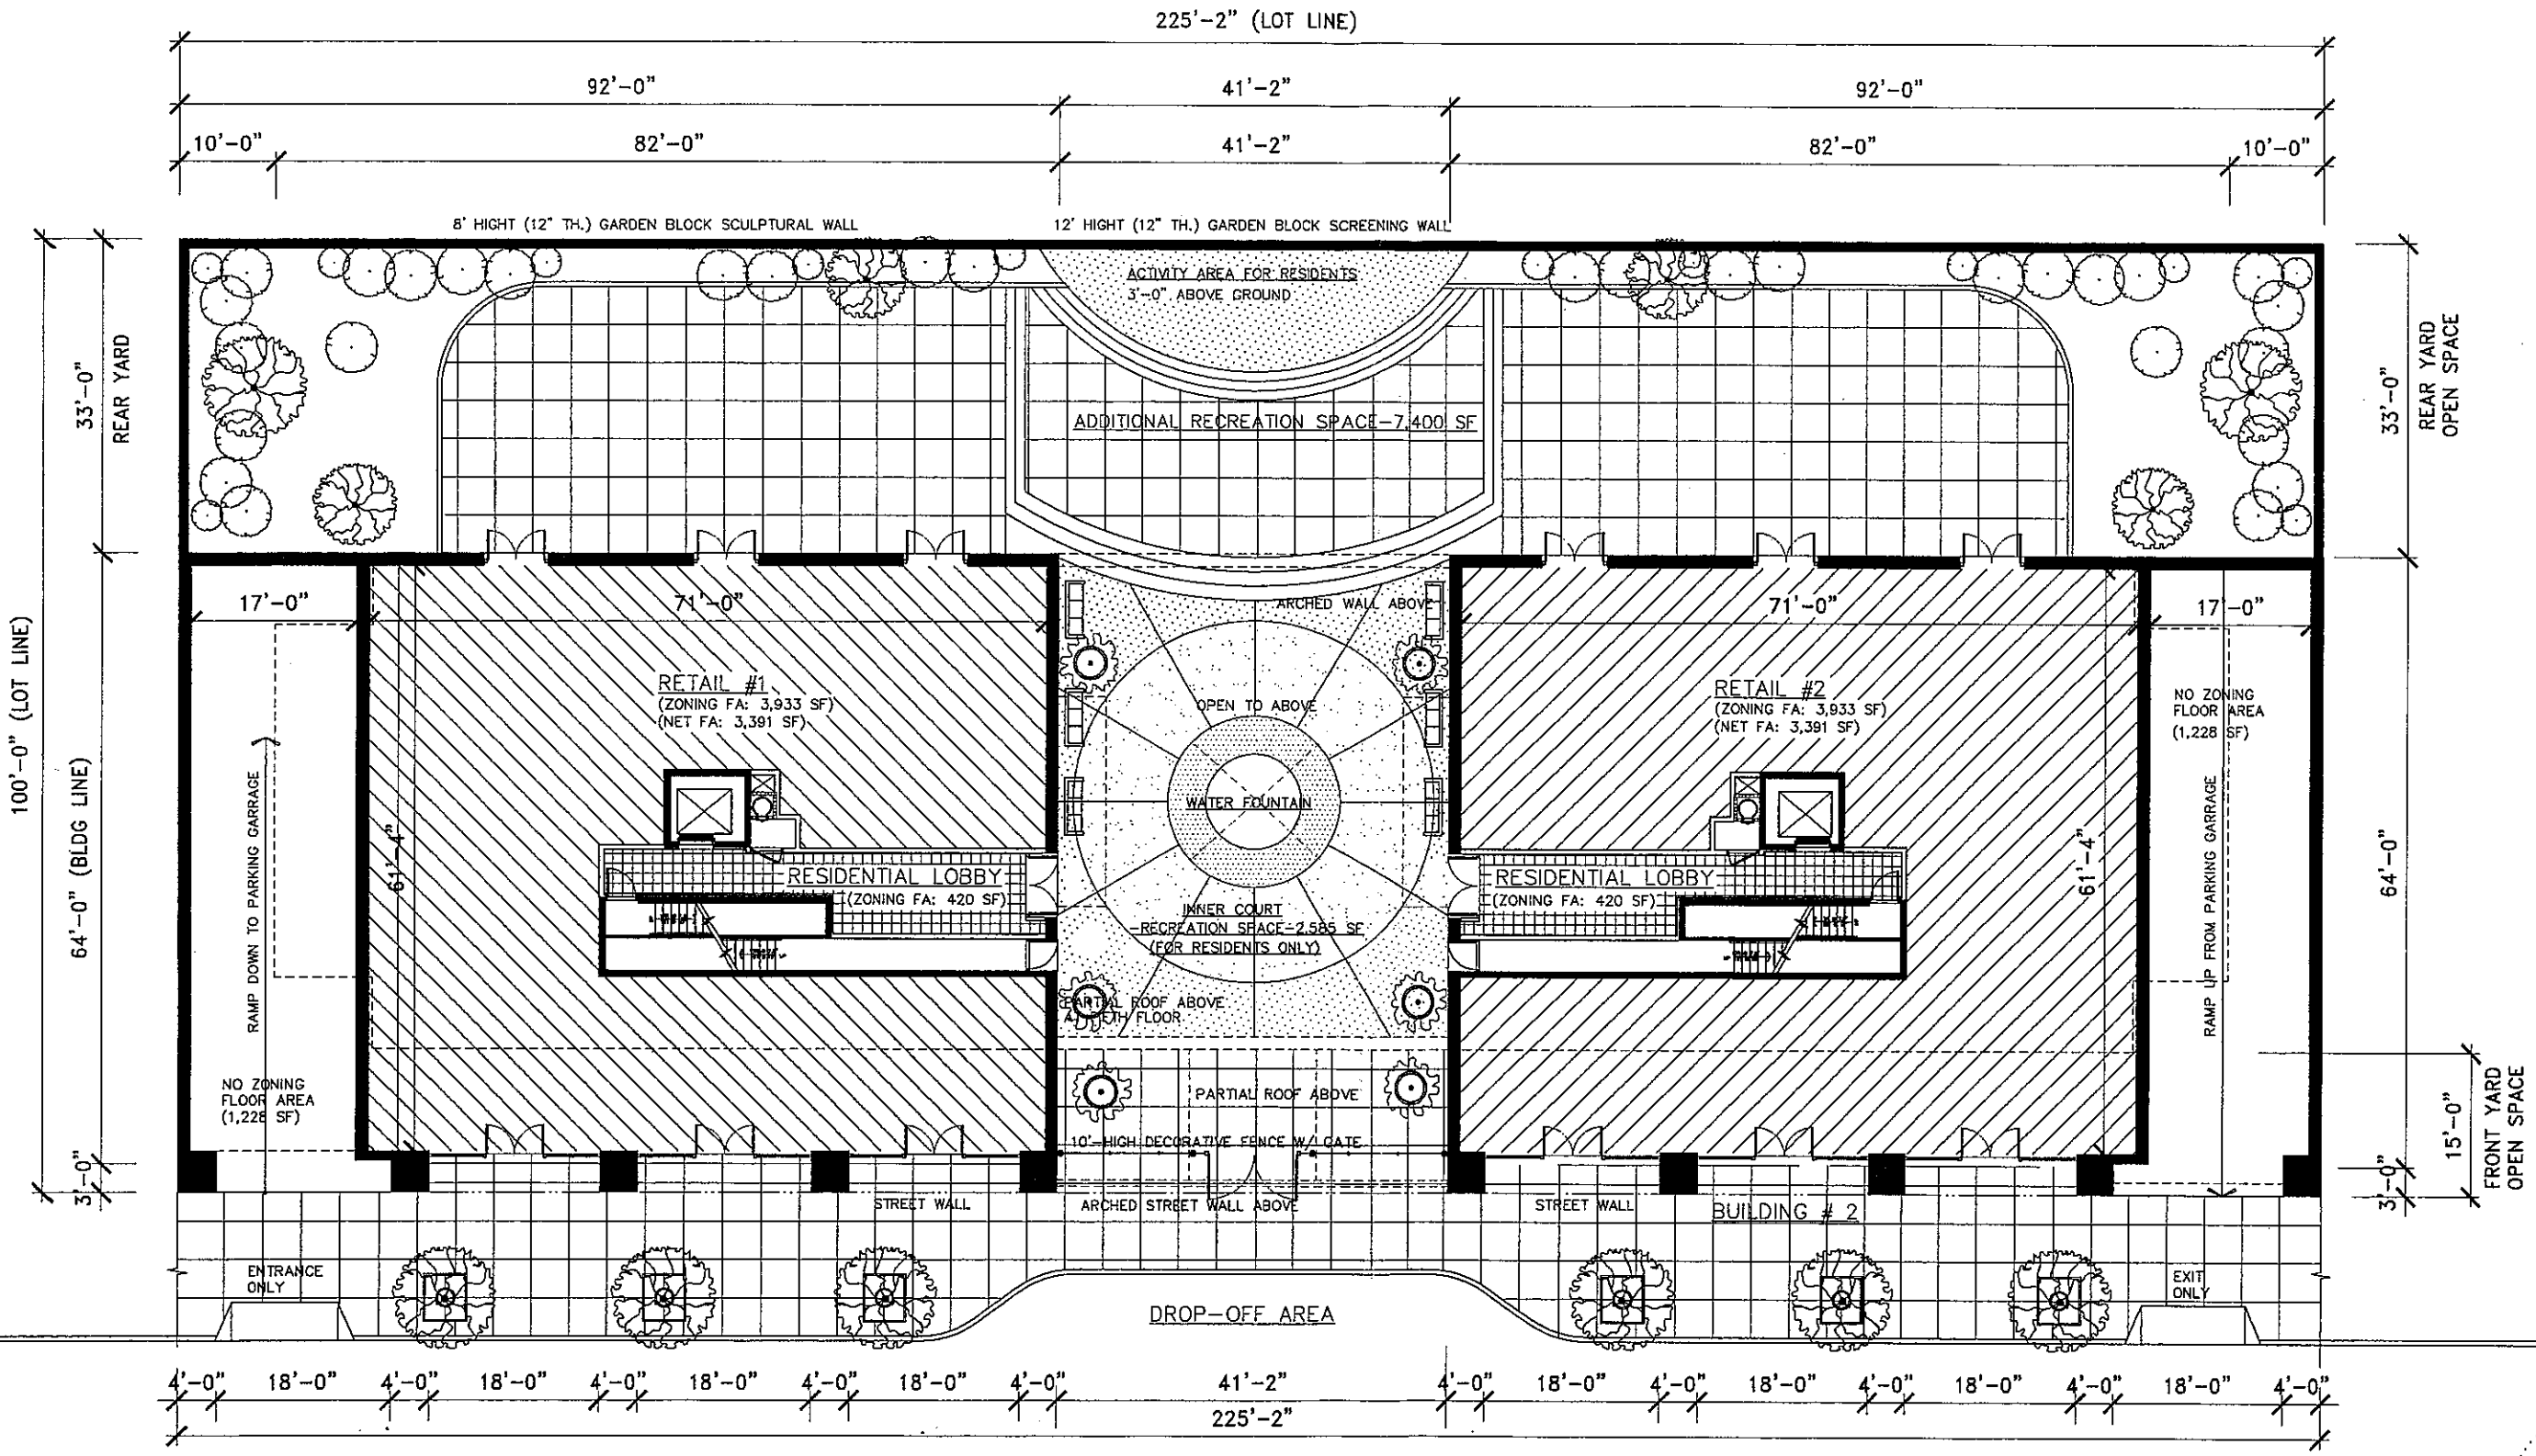 225'-2" (LOT LINE)
92'-0"
41'-2"
92'-0"
10'-0"
82'-0"
41'-2"
82'-0"
10'-0"
8' HIGHT (12" TH.) GARDEN BLOCK SCULPTURAL WALL
12' HIGHT (12" TH.) GARDEN BLOCK SCREENING WALL
ACTIVITY AREA FOR RESIDENTS
3'-0" ABOVE GROUND
33'-0"
REAR YARD
33'-0"
REAR YARD
OPEN SPACE
ADDITIONAL RECREATION SPACE-7,400 SF
17'-0"
71'-0"
ARCHED WALL ABOVE
71'-0"
17'-0"
100'-0" (LOT LINE)
64'-0" (BLDG LINE)
RETAIL #1
(ZONING FA: 3,933 SF)
(NET FA: 3,391 SF)
OPEN TO ABOVE
RETAIL #2
(ZONING FA: 3,933 SF)
(NET FA: 3,391 SF)
NO ZONING
FLOOR AREA
(1,228 SF)
RAMP DOWN TO PARKING GARRAGE
61'-4"
WATER FOUNTAIN
61'-4"
RAMP UP FROM PARKING GARRAGE
64'-0"
RESIDENTIAL LOBBY
(ZONING FA: 420 SF)
RESIDENTIAL LOBBY
(ZONING FA: 420 SF)
INNER COURT
-RECREATION SPACE-2,585 SF
(FOR RESIDENTS ONLY)
PARTIAL ROOF ABOVE
FLOOR
NO ZONING
FLOOR AREA
(1,228 SF)
PARTIAL ROOF ABOVE
10'-HIGH DECORATIVE FENCE W/ GATE
3'-0"
3'-0"
15'-0"
FRONT YARD
OPEN SPACE
STREET WALL
ARCHED STREET WALL ABOVE
STREET WALL
BUILDING # 2
ENTRANCE
ONLY
EXIT
ONLY
DROP-OFF AREA
4'-0"
18'-0"
4'-0"
18'-0"
4'-0"
18'-0"
4'-0"
18'-0"
4'-0"
41'-2"
4'-0"
18'-0"
4'-0"
18'-0"
4'-0"
18'-0"
4'-0"
18'-0"
4'-0"
225'-2"